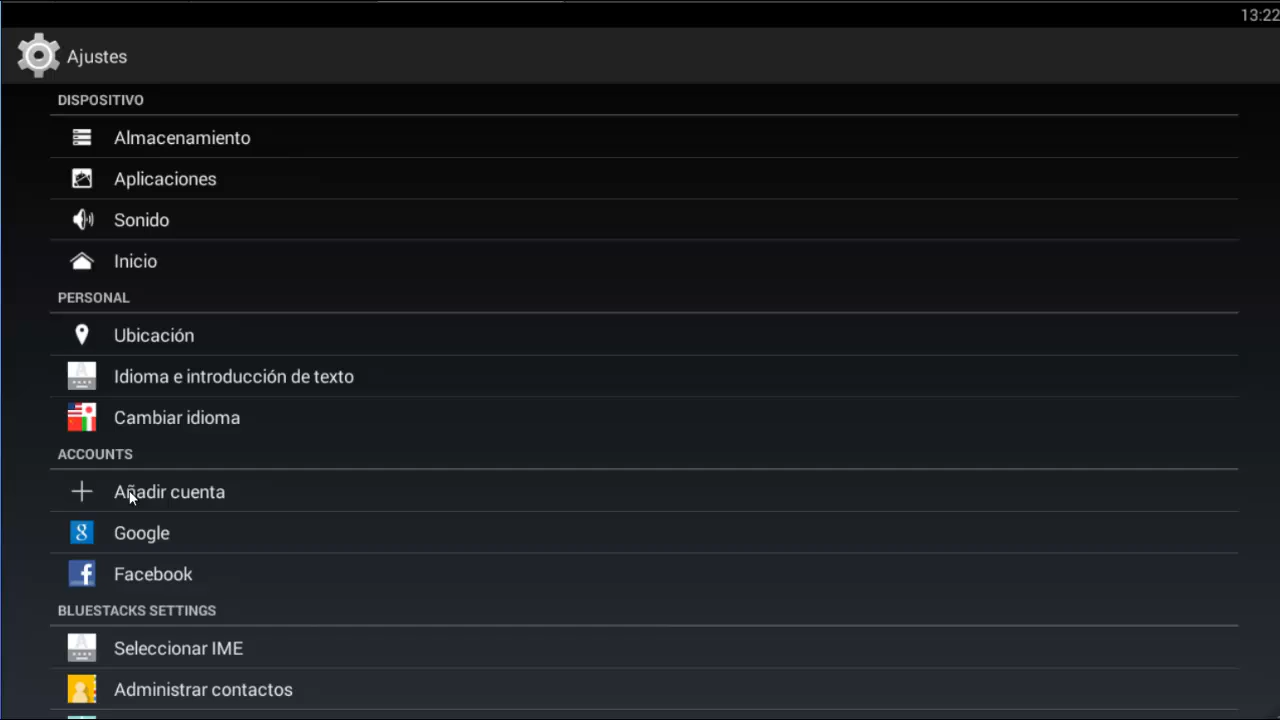 13:22
Ajustes
DISPOSITIVO
Almacenamiento
Aplicaciones
Sonido
Inicio
PERSONAL
Ubicación
Idioma e introducción de texto
Cambiar idioma
ACCOUNTS
Añadir cuenta
Google
Facebook
BLUESTACKS SETTINGS
Seleccionar IME
Administrar contactos